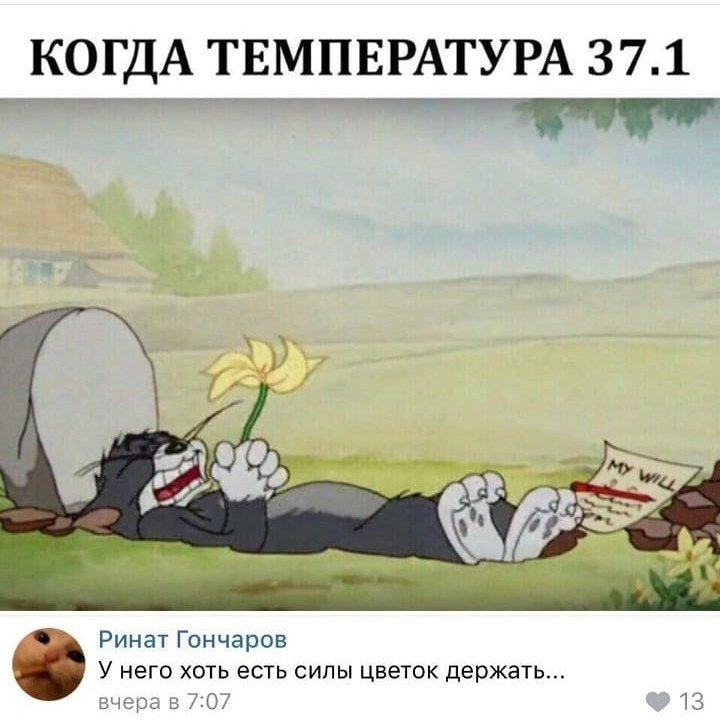 КОГДА ТЕМПЕРАТУРА 37.1
MY WILL
Ринат Гончаров
У него хоть есть силы цветок держать...
вчера в 7:07
13